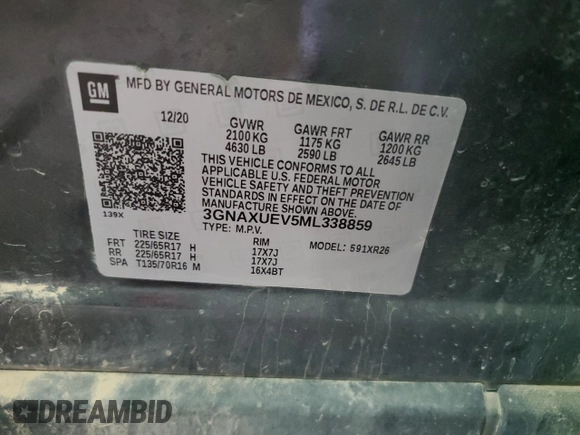 GM
MFD BY GENERAL MOTORS DE MEXICO, S. DE R.L. DE C.V.
12/20 GVWR GAWR FRT GAWR RR
2100 KG 1175 KG 1200 KG
4630 LB 2590 LB 2645 LB
THIS VEHICLE CONFORMS TO ALL
APPLICABLE U.S. FEDERAL MOTOR
VEHICLE SAFETY AND THEFT PREVENTION
STANDARDS IN EFFECT ON THE DATE OF
MANUFACTURE SHOWN ABOVE.
139X
3GNAXUEV5ML338859
TYPE: M.P.V. MODEL: 591XR26
TIRE SIZE RIM
FRT 225/65R17 H 17X7J
RR 225/65R17 H 17X7J
SPA T135/70R16 M 16X4BT
DREAMBID